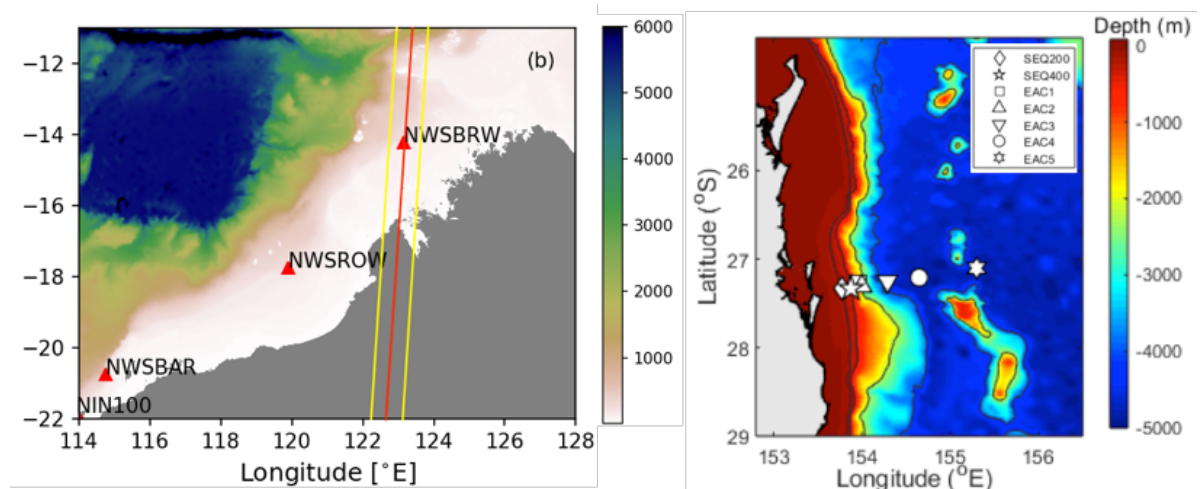 (b)
−12
−14
−16
−18
−20
−22
NWSBRW
NWSROW
NWSBAR
NIN100
114
116
118
120
122
124
126
128
Longitude [°E]
6000
5000
4000
3000
2000
1000
Depth (m)
SEQ200
SEQ400
EAC1
EAC2
EAC3
EAC4
EAC5
26
27
28
29
Latitude (°S)
153
154
155
156
Longitude (°E)
0
-1000
-2000
-3000
-4000
-5000